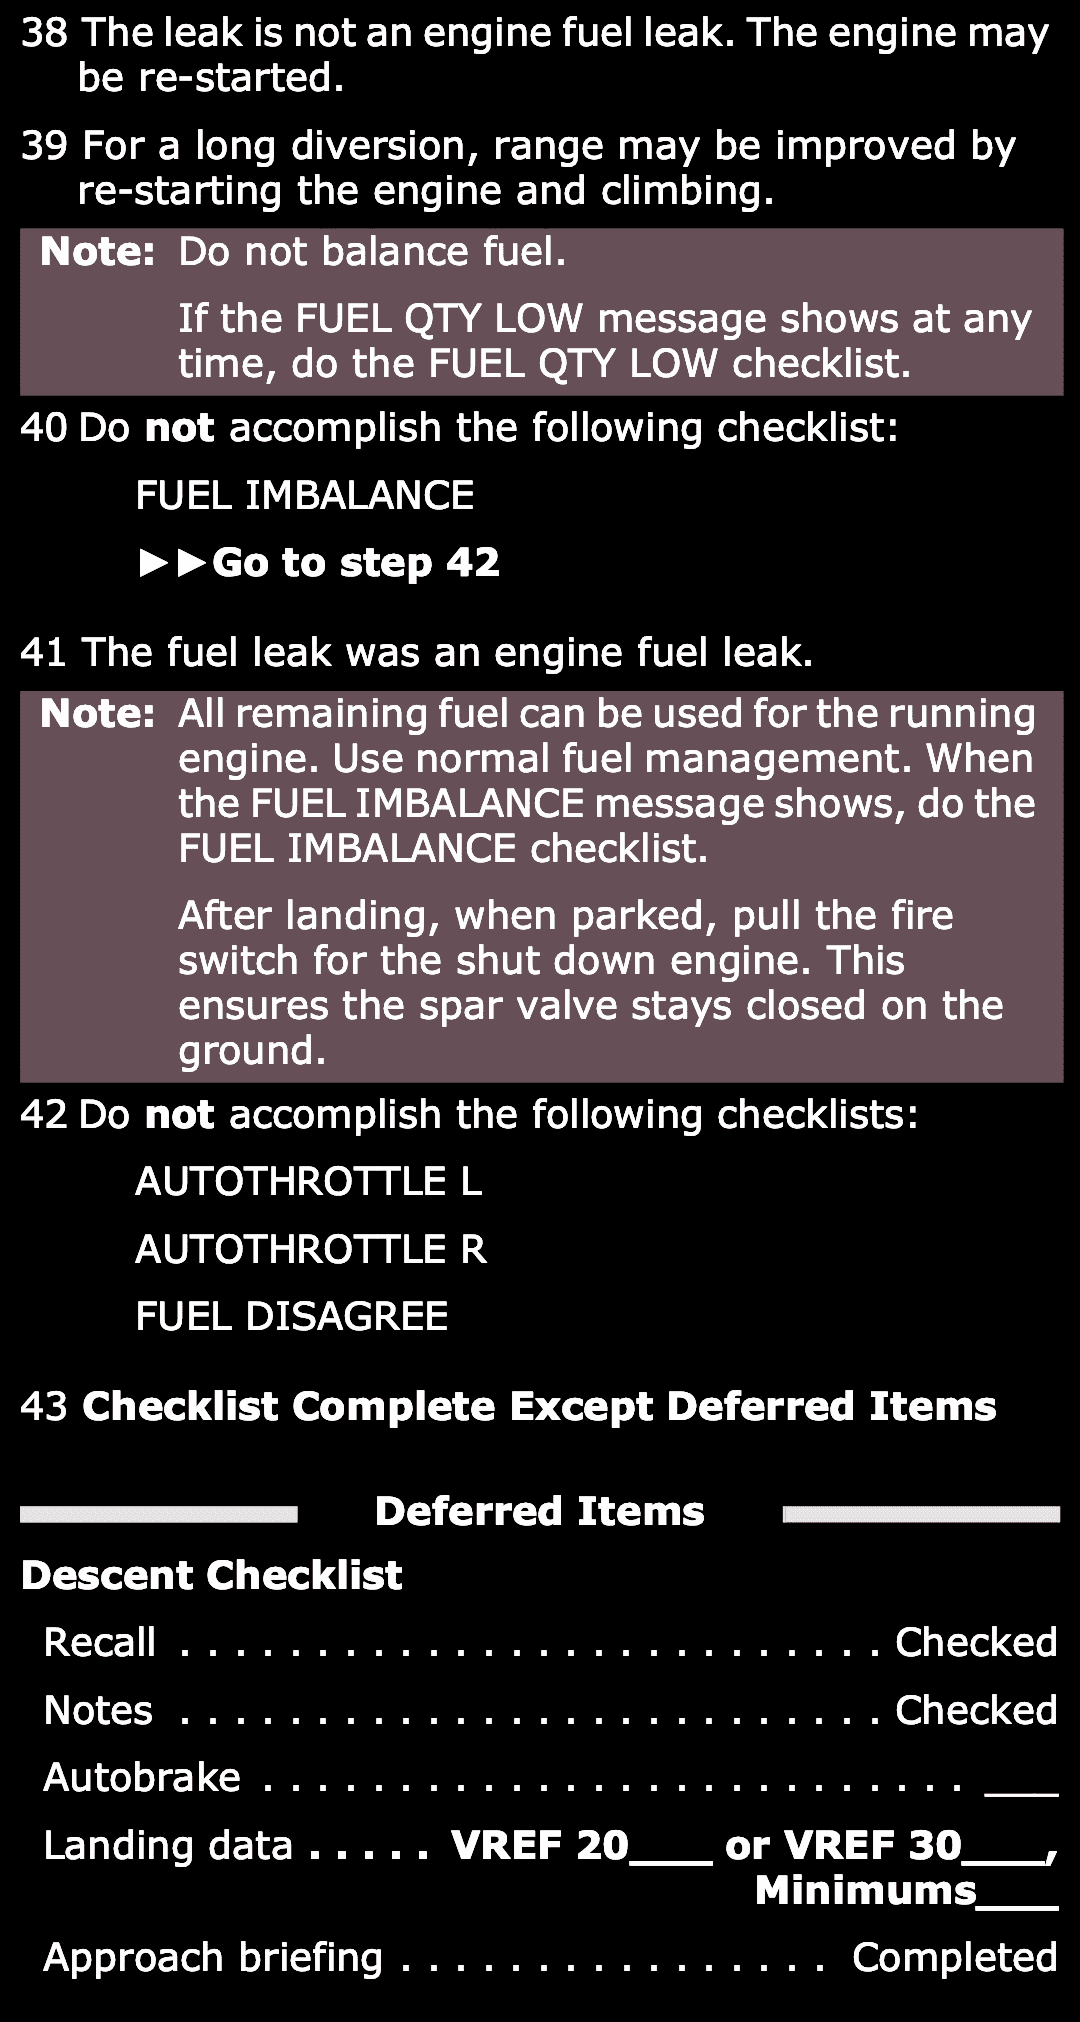 38 The leak is not an engine fuel leak. The engine may
be re-started.
39 For a long diversion, range may be improved by
re-starting the engine and climbing.
Note: Do not balance fuel.
If the FUEL QTY LOW message shows at any
time, do the FUEL QTY LOW checklist.
40 Do not accomplish the following checklist:
FUEL IMBALANCE
►►Go to step 42
41 The fuel leak was an engine fuel leak.
Note: All remaining fuel can be used for the running
engine. Use normal fuel management. When
the FUEL IMBALANCE message shows, do the
FUEL IMBALANCE checklist.
After landing, when parked, pull the fire
switch for the shut down engine. This
ensures the spar valve stays closed on the
ground.
42 Do not accomplish the following checklists:
AUTOTHROTTLE L
AUTOTHROTTLE R
FUEL DISAGREE
43 Checklist Complete Except Deferred Items
Deferred Items
Descent Checklist
Recall . . . . . . . . . . . . . . . . . . . . . . . . . . Checked
Notes . . . . . . . . . . . . . . . . . . . . . . . . . . Checked
Autobrake . . . . . . . . . . . . . . . . . . . . . . . . . . ___
Landing data . . . . . VREF 20___ or VREF 30___,
Minimums___
Approach briefing . . . . . . . . . . . . . . . . Completed